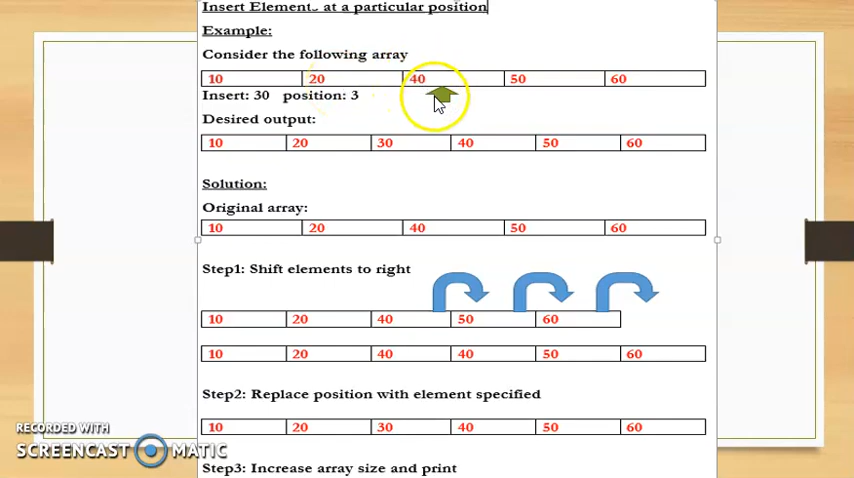 Insert Element at a particular position
Example:
Consider the following array
10 20 40 50 60
Insert: 30 position: 3
Desired output:
10 20 30 40 50 60
Solution:
Original array:
10 20 40 50 60
Step1: Shift elements to right
10 20 40 50 60
10 20 40 40 50 60
Step2: Replace position with element specified
10 20 30 40 50 60
Step3: Increase array size and print
RECORDED WITH
SCREENCAST MATIC